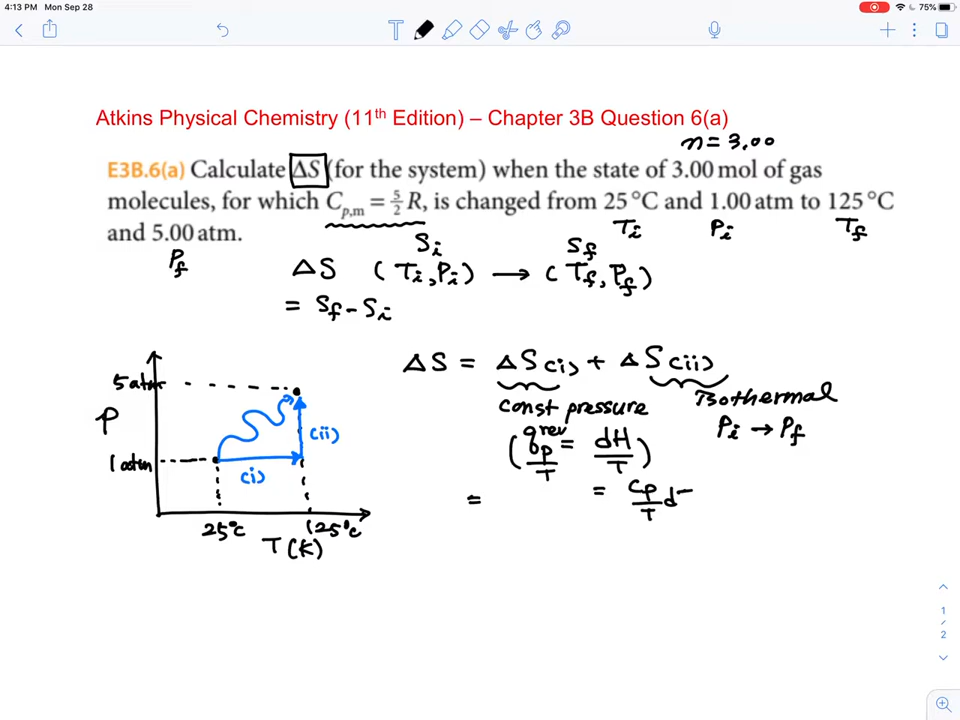 4:13 PM Mon Sep 28
75%
Atkins Physical Chemistry (11th Edition) – Chapter 3B Question 6(a)
n = 3.00
E3B.6(a) Calculate ΔS (for the system) when the state of 3.00 mol of gas
molecules, for which Cp,m = 5/2 R, is changed from 25 °C and 1.00 atm to 125 °C
and 5.00 atm.
Ti Pi Tf
Pf
Si Sf
ΔS (Ti, Pi) → (Tf, Pf)
= Sf - Si
ΔS = ΔS(i) + ΔS(ii)
const pressure
Isothermal
Pi → Pf
(qp rev/T = dH/T)
= Cp/T d
=
5 atm
P
1 atm
(i)
(ii)
25°C
125°C
T (K)
T
1
/
2